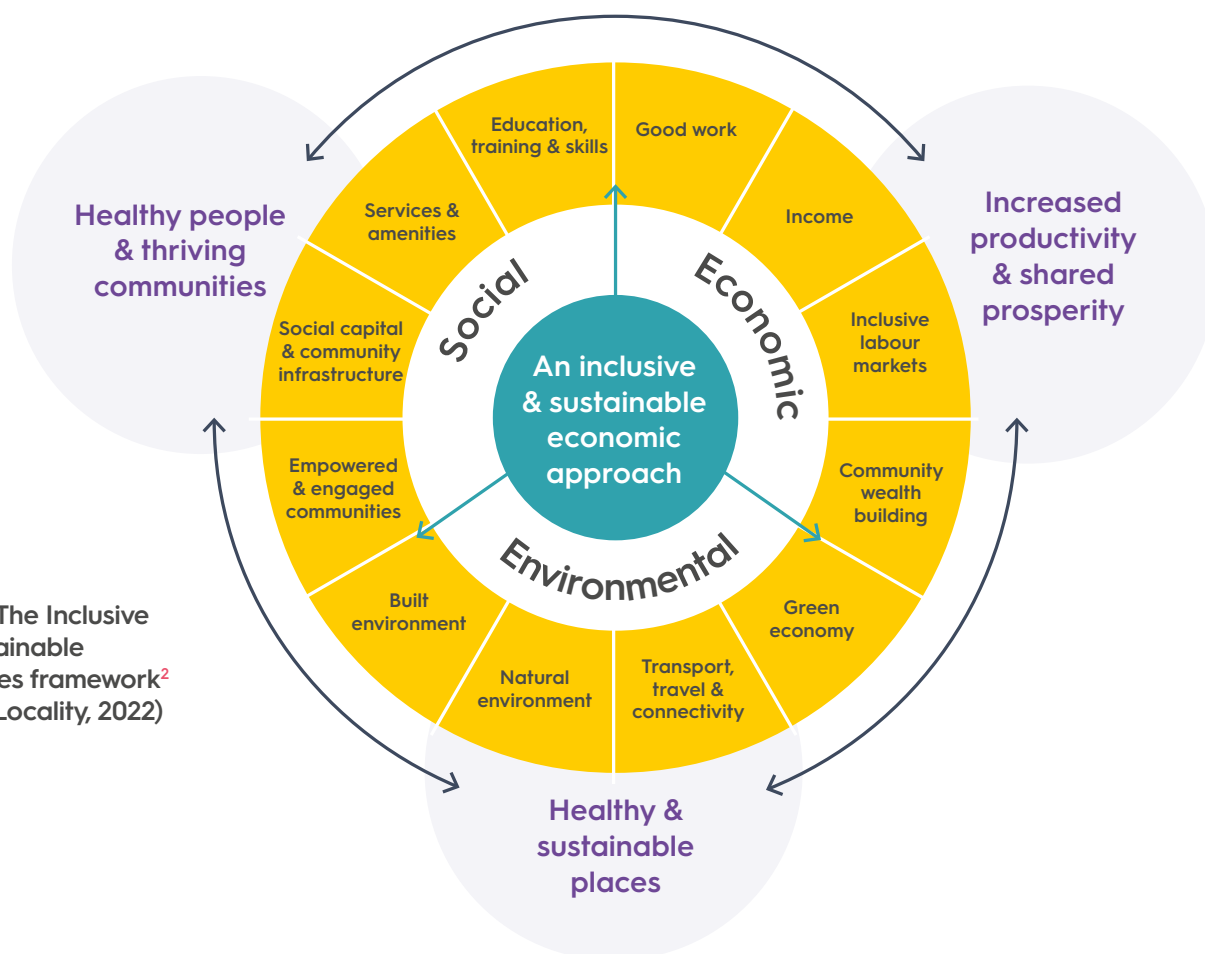 Education,
training & skills
Good work
Services &
amenities
Income
Healthy people
& thriving
communities
Increased
productivity
& shared
prosperity
Social
Economic
Social capital
& community
infrastructure
Inclusive
labour
markets
An inclusive
& sustainable
economic
approach
Empowered
& engaged
communities
Community
wealth
building
Environmental
Built
environment
Green
economy
Natural
environment
Transport,
travel &
connectivity
The Inclusive
ainable
es framework2
Locality, 2022)
Healthy &
sustainable
places